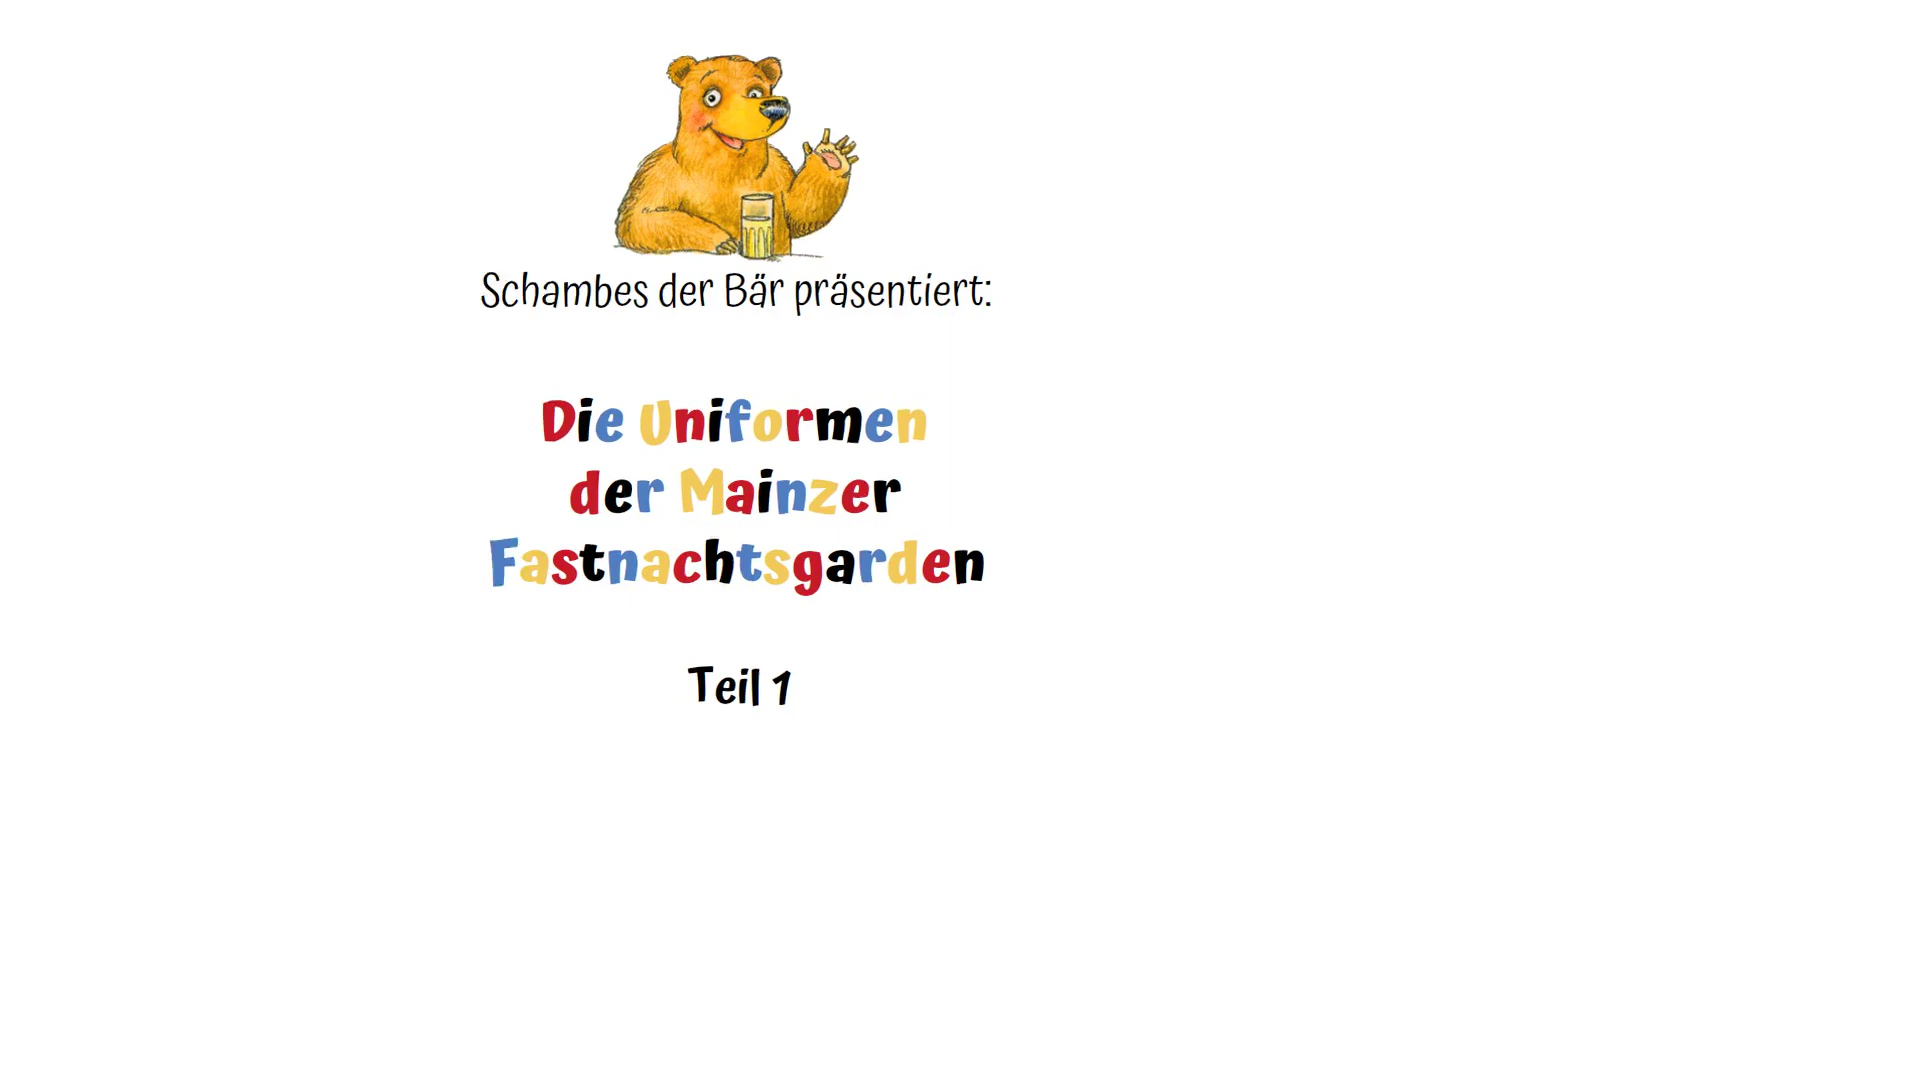 Schambes der Bär präsentiert:
Die Uniformen
der Mainzer
Fastnachtsgarden
Teil 1